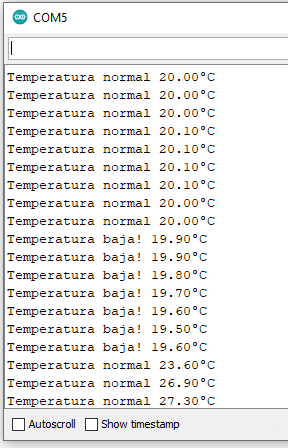 COM5
Temperatura normal 20.00°C
Temperatura normal 20.00°C
Temperatura normal 20.00°C
Temperatura normal 20.10°C
Temperatura normal 20.10°C
Temperatura normal 20.10°C
Temperatura normal 20.10°C
Temperatura normal 20.00°C
Temperatura normal 20.00°C
Temperatura baja! 19.90°C
Temperatura baja! 19.90°C
Temperatura baja! 19.80°C
Temperatura baja! 19.70°C
Temperatura baja! 19.60°C
Temperatura baja! 19.50°C
Temperatura baja! 19.60°C
Temperatura normal 23.60°C
Temperatura normal 26.90°C
Temperatura normal 27.30°C
Autoscroll Show timestamp